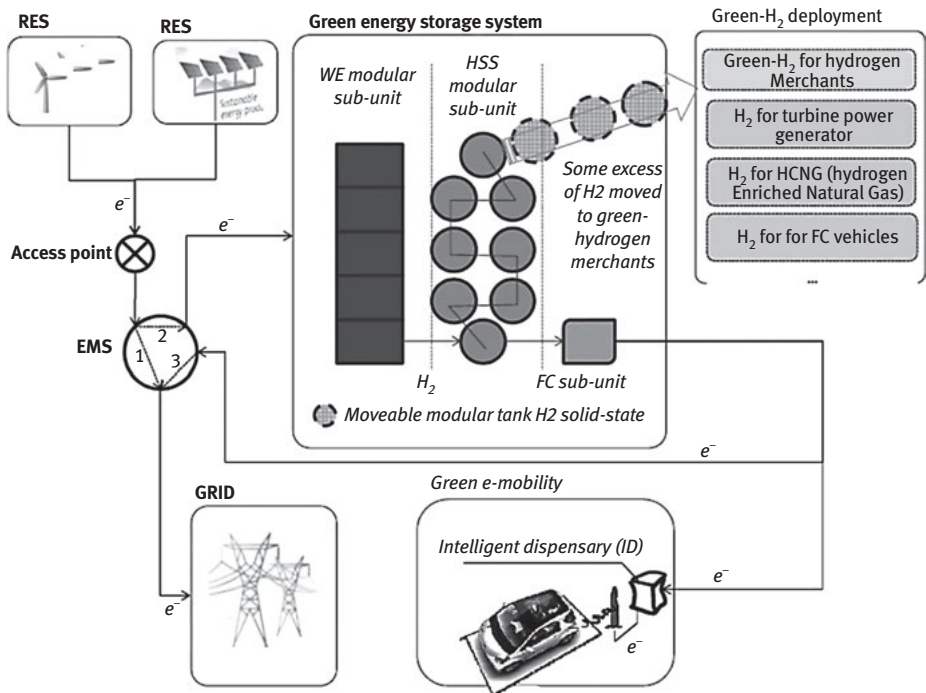 RES
RES
Sustainable
energy produ
e⁻
Access point
e⁻
EMS
1
2
3
Green energy storage system
WE modular
sub-unit
HSS
modular
sub-unit
Some excess
of H2 moved
to green-
hydrogen
merchants
H₂
FC sub-unit
Moveable modular tank H2 solid-state
Green-H₂ deployment
Green-H₂ for hydrogen
Merchants
H₂ for turbine power
generator
H₂ for HCNG (hydrogen
Enriched Natural Gas)
H₂ for for FC vehicles
...
e⁻
GRID
e⁻
Green e-mobility
Intelligent dispensary (ID)
e⁻
e⁻